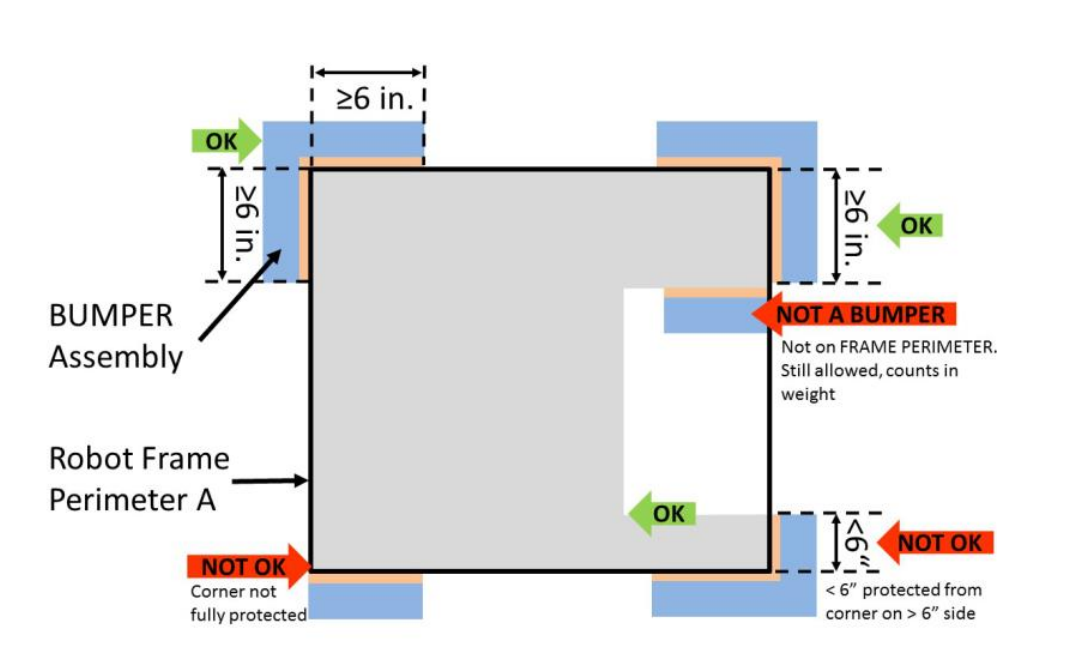 ≥6 in.
OK
≥6 in.
≥6 in.
OK
BUMPER
Assembly
NOT A BUMPER
Not on FRAME PERIMETER.
Still allowed, counts in
weight
Robot Frame
Perimeter A
OK
<6”
NOT OK
NOT OK
Corner not
fully protected
< 6” protected from
corner on > 6” side